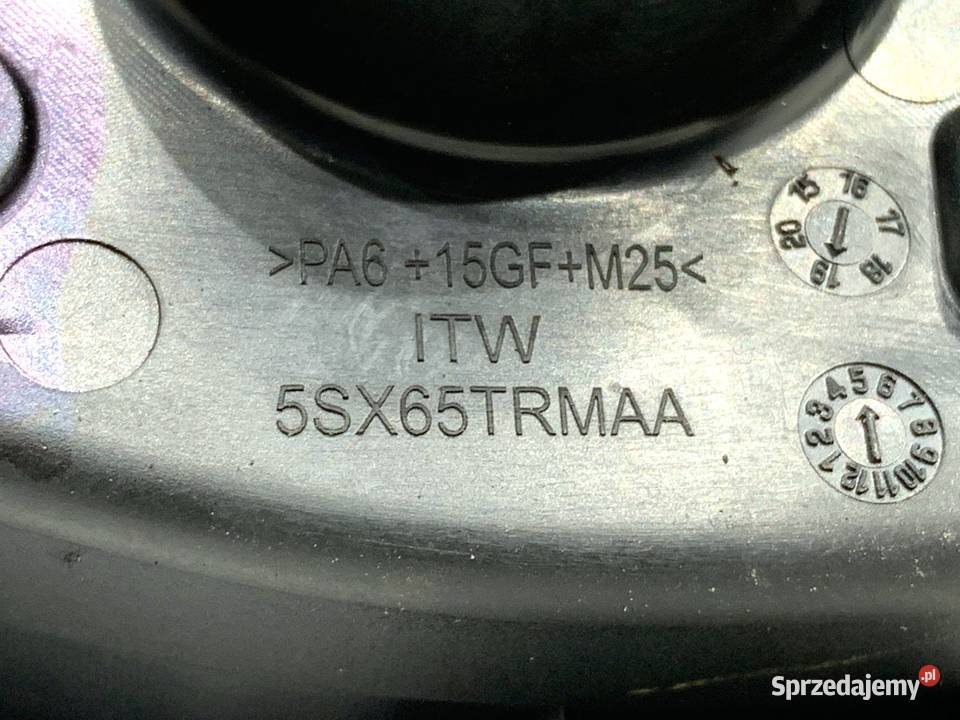 >PA6 +15GF+M25<
ITW
5SX65TRMAA
15 16 17 18 19 20
1 2 3 4 5 6 7 8 9 10 11 12
Sprzedajemy.pl